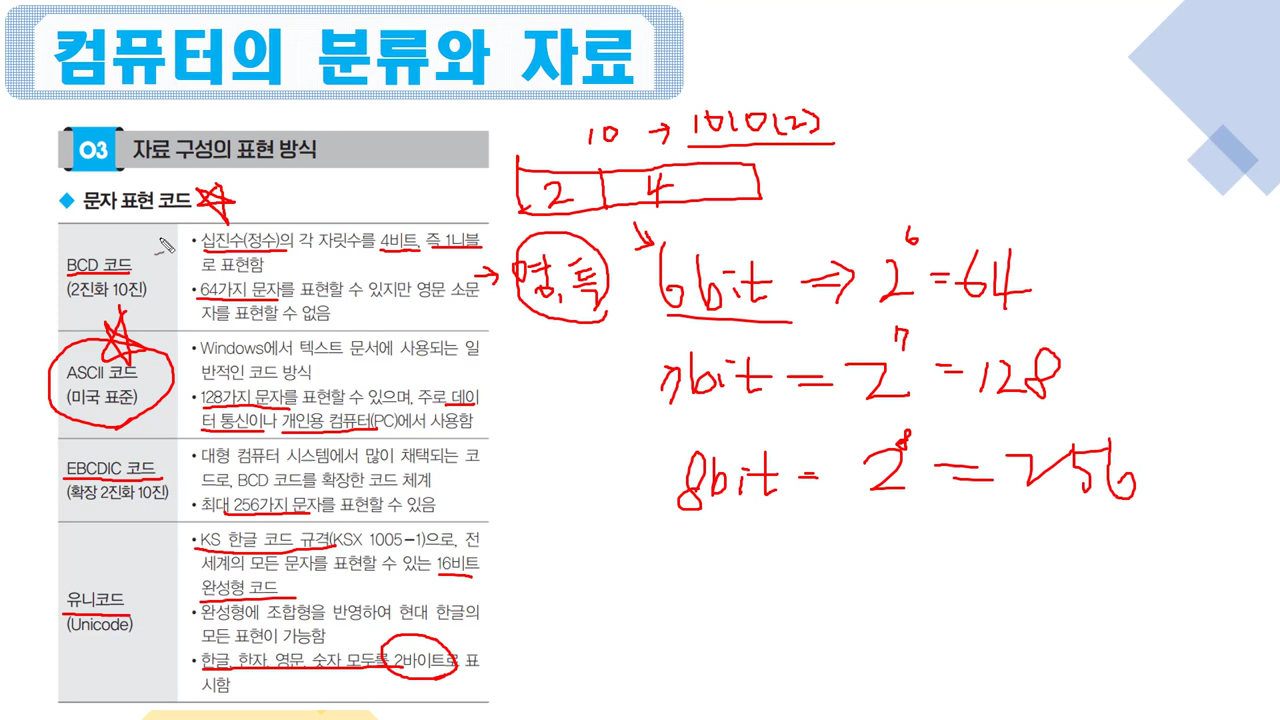 컴퓨터의 분류와 자료
03 자료 구성의 표현 방식
◆ 문자 표현 코드
BCD 코드
(2진화 10진)
• 십진수(정수)의 각 자릿수를 4비트, 즉 1니블
로 표현함
• 64가지 문자를 표현할 수 있지만 영문 소문
자를 표현할 수 없음
ASCII 코드
(미국 표준)
• Windows에서 텍스트 문서에 사용되는 일
반적인 코드 방식
• 128가지 문자를 표현할 수 있으며, 주로 데이
터 통신이나 개인용 컴퓨터(PC)에서 사용함
EBCDIC 코드
(확장 2진화 10진)
• 대형 컴퓨터 시스템에서 많이 채택되는 코
드로, BCD 코드를 확장한 코드 체계
• 최대 256가지 문자를 표현할 수 있음
유니코드
(Unicode)
• KS 한글 코드 규격(KSX 1005-1)으로, 전
세계의 모든 문자를 표현할 수 있는 16비트
완성형 코드
• 완성형에 조합형을 반영하여 현대 한글의
모든 표현이 가능함
• 한글, 한자, 영문, 숫자 모두를 2바이트로 표
시함
10 → 1010(2)
2 4
→ 영, 특 6bit ⇒ 2⁶ = 64
7bit = 2⁷ = 128
8bit = 2⁸ = 256